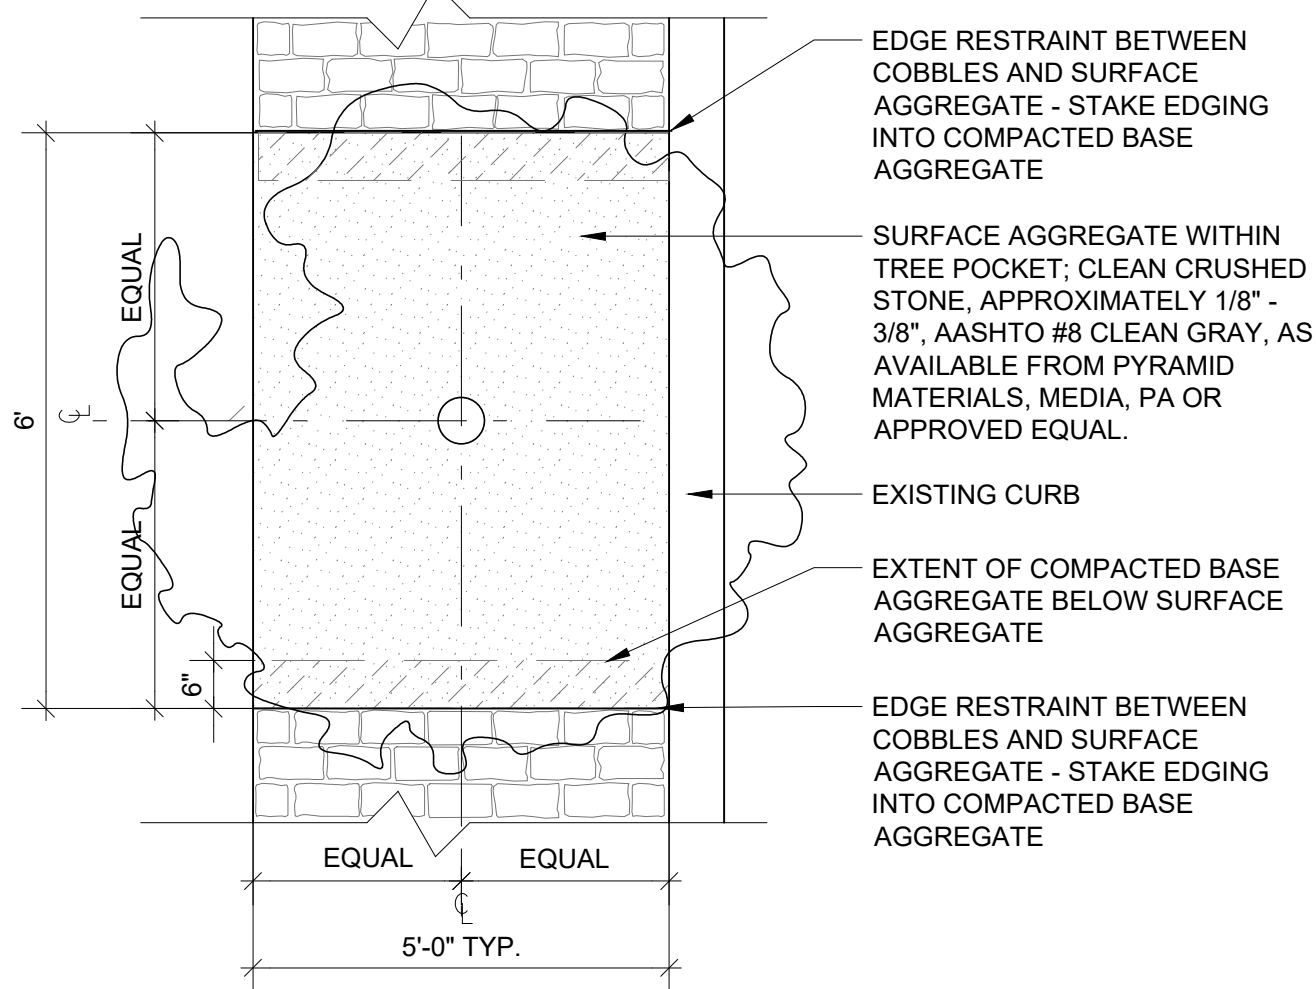 EDGE RESTRAINT BETWEEN
COBBLES AND SURFACE
AGGREGATE - STAKE EDGING
INTO COMPACTED BASE
AGGREGATE
SURFACE AGGREGATE WITHIN
TREE POCKET; CLEAN CRUSHED
STONE, APPROXIMATELY 1/8" -
3/8", AASHTO #8 CLEAN GRAY, AS
AVAILABLE FROM PYRAMID
MATERIALS, MEDIA, PA OR
APPROVED EQUAL.
EXISTING CURB
EXTENT OF COMPACTED BASE
AGGREGATE BELOW SURFACE
AGGREGATE
EDGE RESTRAINT BETWEEN
COBBLES AND SURFACE
AGGREGATE - STAKE EDGING
INTO COMPACTED BASE
AGGREGATE
6'
CL
EQUAL
EQUAL
6"
EQUAL EQUAL
CL
5'-0" TYP.